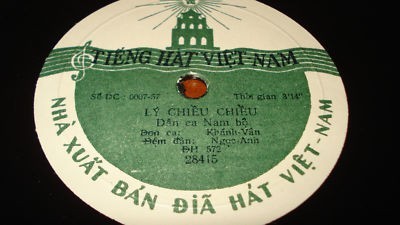 TIẾNG HÁT VIỆT NAM
Số DC : 0007-57 Thời gian 3'14"
LÝ CHIỀU CHIỀU
Dân ca Nam bộ
Đơn ca: Khánh-Vân
Đệm đàn: Ngọc-Anh
ĐH 572
28415
NHÀ XUẤT BẢN ĐĨA HÁT VIỆT-NAM